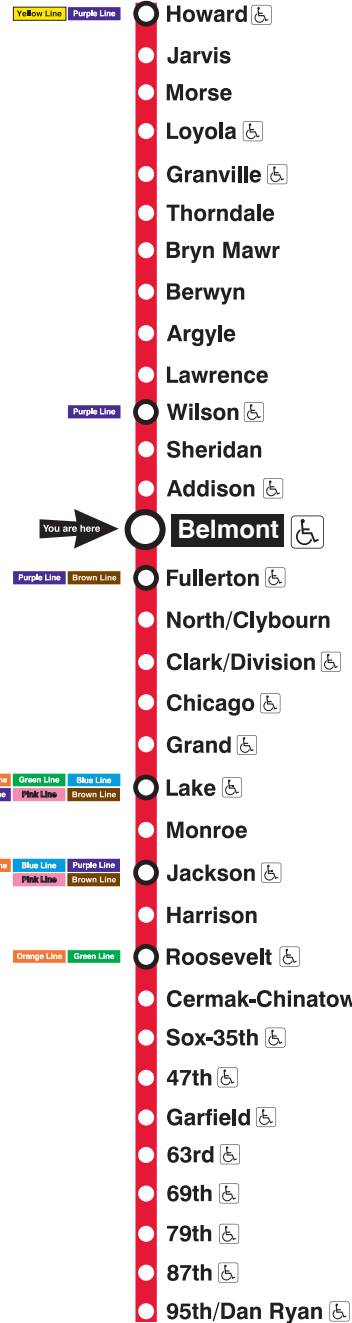 Yellow Line Purple Line Howard
Jarvis
Morse
Loyola
Granville
Thorndale
Bryn Mawr
Berwyn
Argyle
Lawrence
Purple Line Wilson
Sheridan
Addison
You are here Belmont
Purple Line Brown Line Fullerton
North/Clybourn
Clark/Division
Chicago
Grand
Green Line Blue Line
Pink Line Brown Line
Lake
Monroe
Blue Line Purple Line
Pink Line Brown Line
Jackson
Harrison
Orange Line Green Line Roosevelt
Cermak-Chinatow
Sox-35th
47th
Garfield
63rd
69th
79th
87th
95th/Dan Ryan